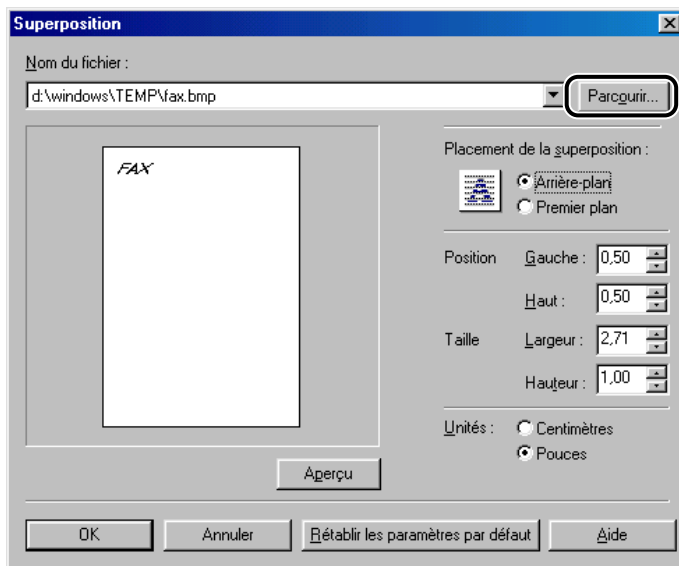 Superposition
Nom du fichier :
d:\windows\TEMP\fax.bmp
Parcourir...
FAX
Placement de la superposition :
Arrière-plan
Premier plan
Position Gauche : 0,50
Haut : 0,50
Taille Largeur : 2,71
Hauteur : 1,00
Unités : Centimètres
Pouces
Aperçu
OK Annuler Rétablir les paramètres par défaut Aide